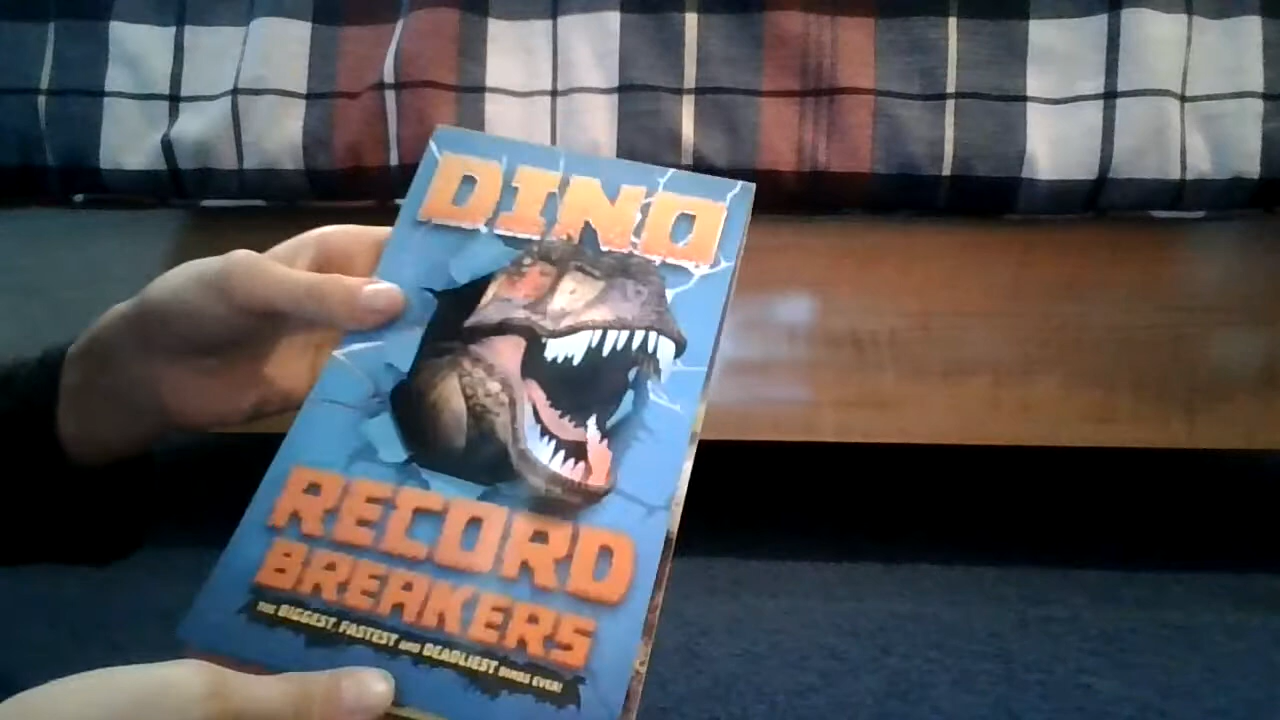 DINO
RECORD
BREAKERS
THE BIGGEST, FASTEST AND DEADLIEST DINOS EVER!